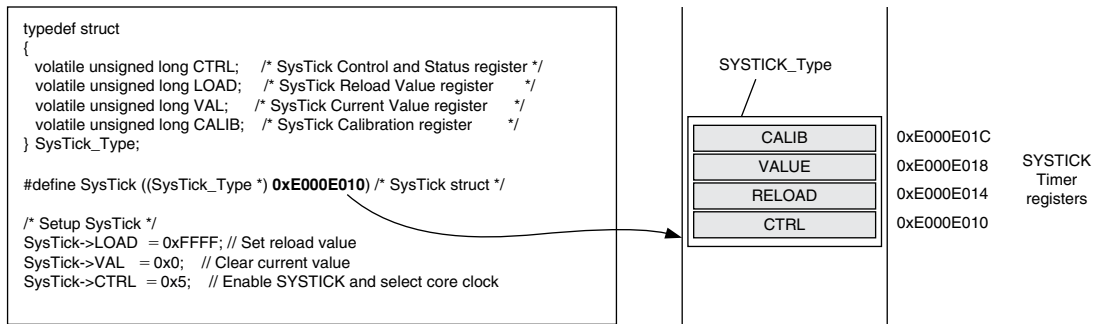 typedef struct
{
volatile unsigned long CTRL; /* SysTick Control and Status register */
volatile unsigned long LOAD; /* SysTick Reload Value register */
volatile unsigned long VAL; /* SysTick Current Value register */
volatile unsigned long CALIB; /* SysTick Calibration register */
} SysTick_Type;
#define SysTick ((SysTick_Type *) 0xE000E010) /* SysTick struct */
/* Setup SysTick */
SysTick->LOAD = 0xFFFF; // Set reload value
SysTick->VAL = 0x0; // Clear current value
SysTick->CTRL = 0x5; // Enable SYSTICK and select core clock
SYSTICK_Type
CALIB 0xE000E01C
VALUE 0xE000E018
RELOAD 0xE000E014
CTRL 0xE000E010
SYSTICK
Timer
registers